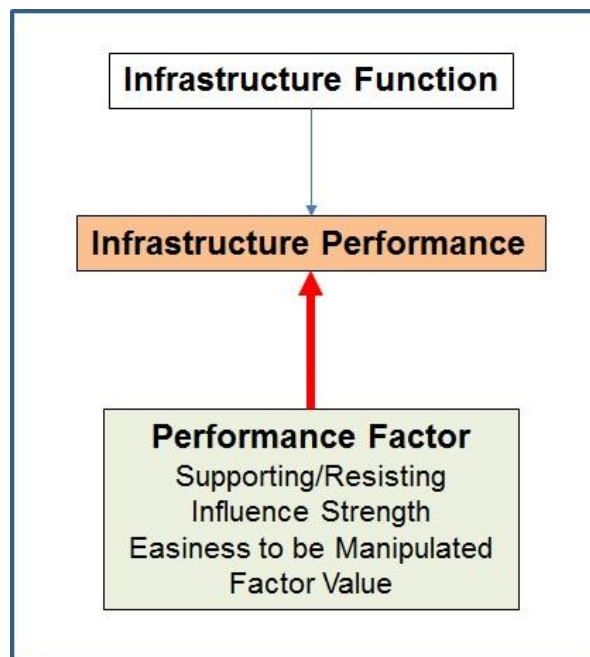 Infrastructure Function
Infrastructure Performance
Performance Factor
Supporting/Resisting
Influence Strength
Easiness to be Manipulated
Factor Value